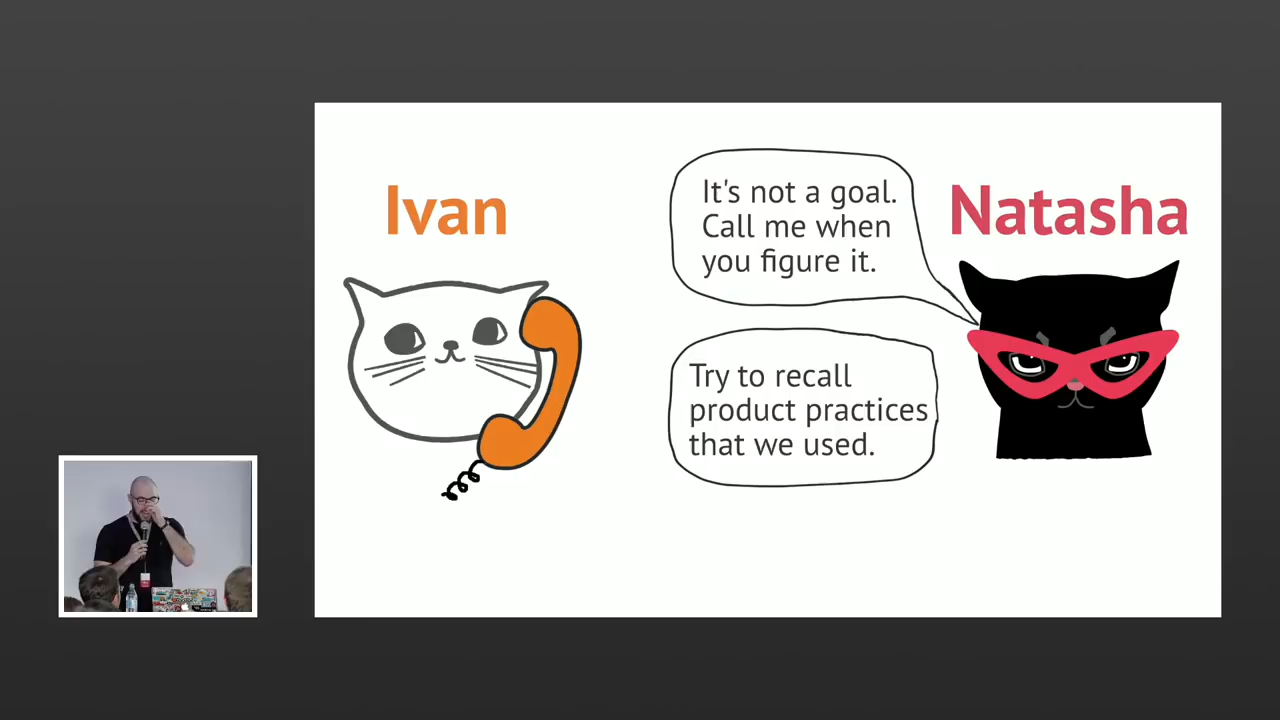 Ivan
It's not a goal.
Call me when
you figure it.
Natasha
Try to recall
product practices
that we used.